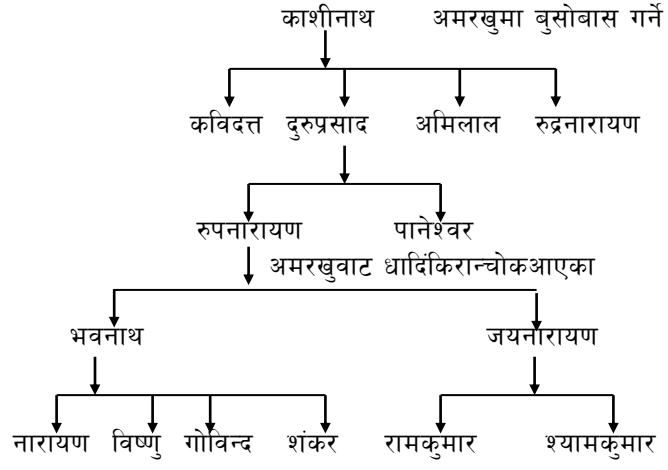 काशीनाथ अमरखुमा बुसोबास गर्ने
कविदत्त दुरुप्रसाद अमिलाल रुद्रनारायण
रुपनारायण पानेश्वर
अमरखुवाट धादिंकिरान्चोकआएका
भवनाथ जयनारायण
नारायण विष्णु गोविन्द शंकर रामकुमार श्यामकुमार